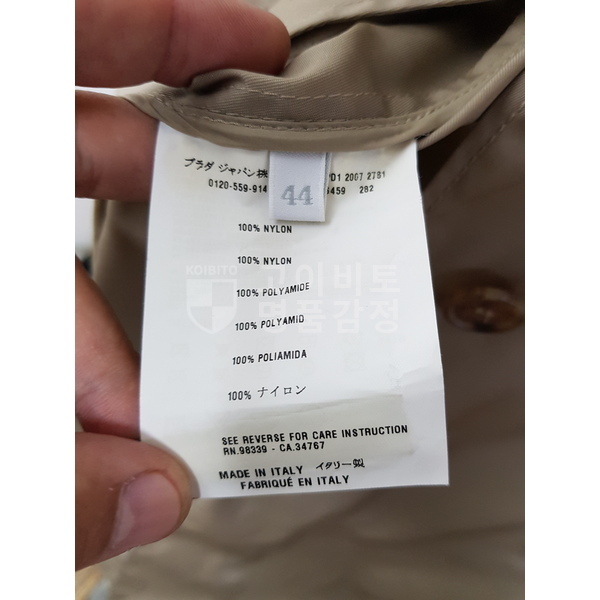 プラダ ジャパン株
2D1 2007 2781
0120-559-914
4459 282
44
100% NYLON
100% NYLON
KOIBITO
고이비토
명품감정
100% POLYAMIDE
100% POLYAMID
100% POLIAMIDA
100% ナイロン
SEE REVERSE FOR CARE INSTRUCTION
RN.98339 - CA.34767
MADE IN ITALY イタリー製
FABRIQUÉ EN ITALY